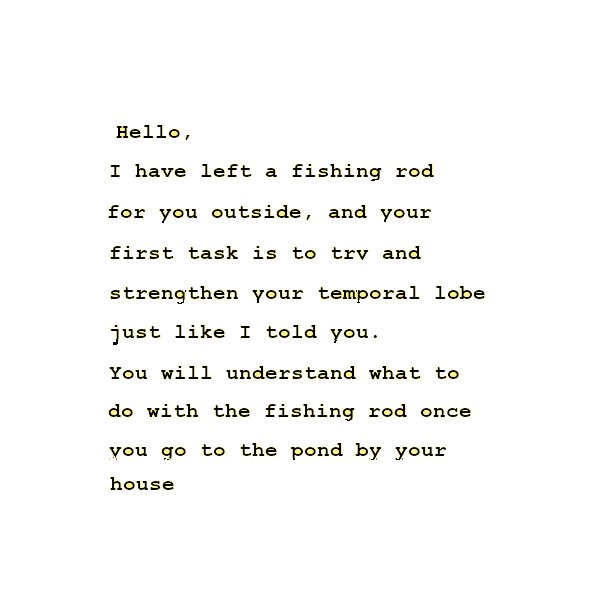 Hello,
I have left a fishing rod
for you outside, and your
first task is to try and
strengthen your temporal lobe
just like I told you.
You will understand what to
do with the fishing rod once
you go to the pond by your
house